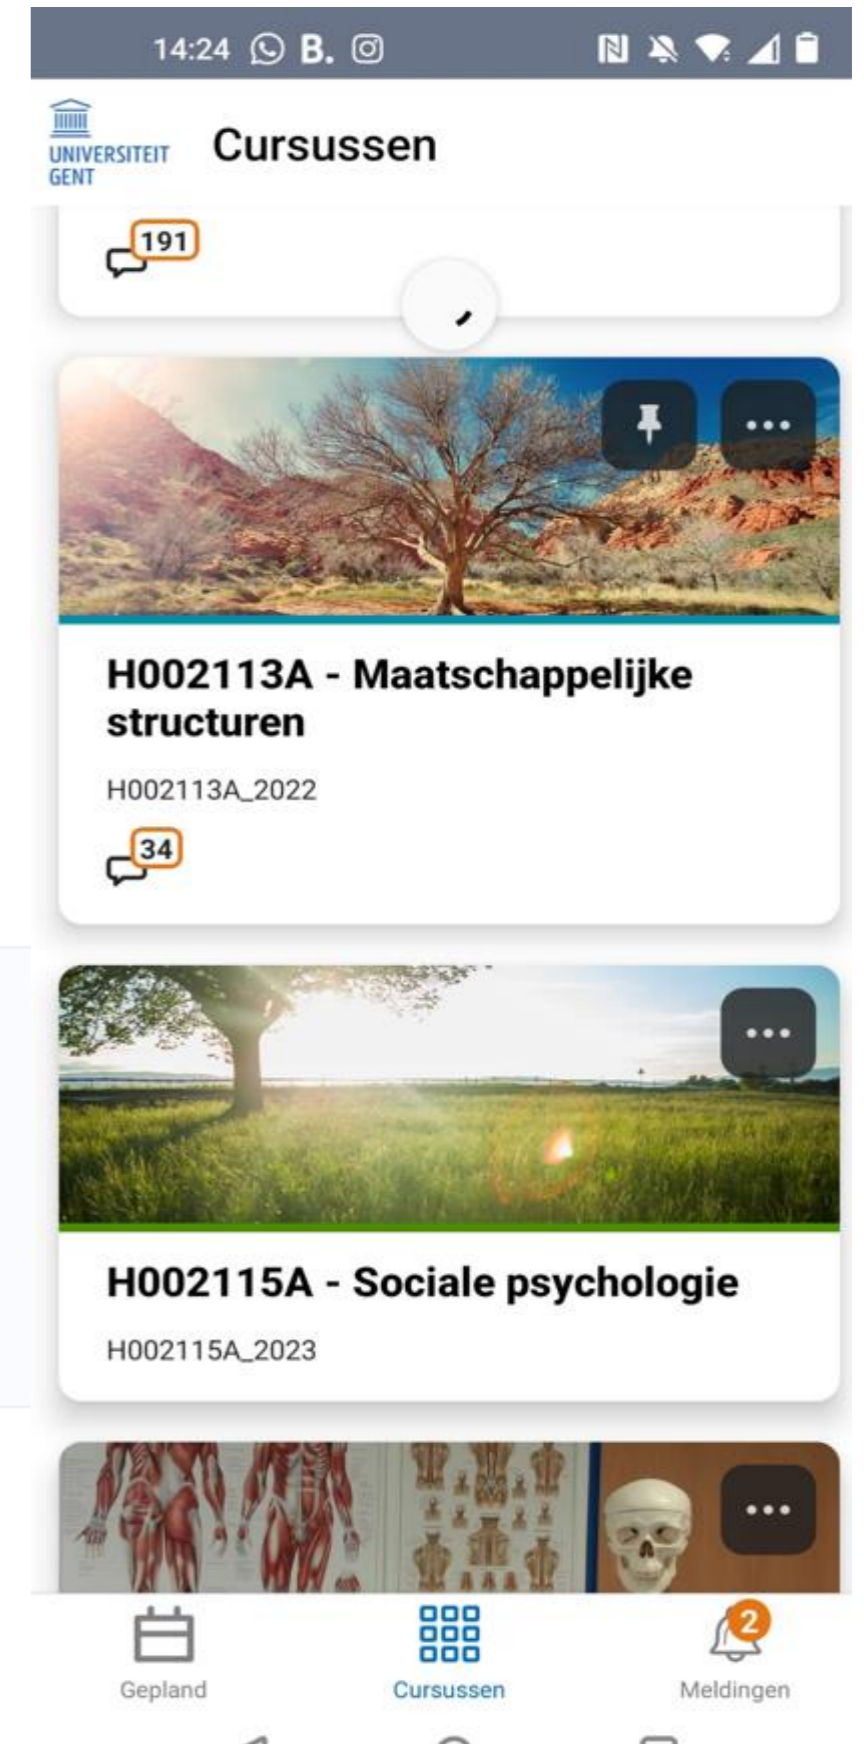 14:24 B.
UNIVERSITEIT
GENT
Cursussen
191
H002113A - Maatschappelijke
structuren
H002113A_2022
34
H002115A - Sociale psychologie
H002115A_2023
2
Gepland Cursussen Meldingen